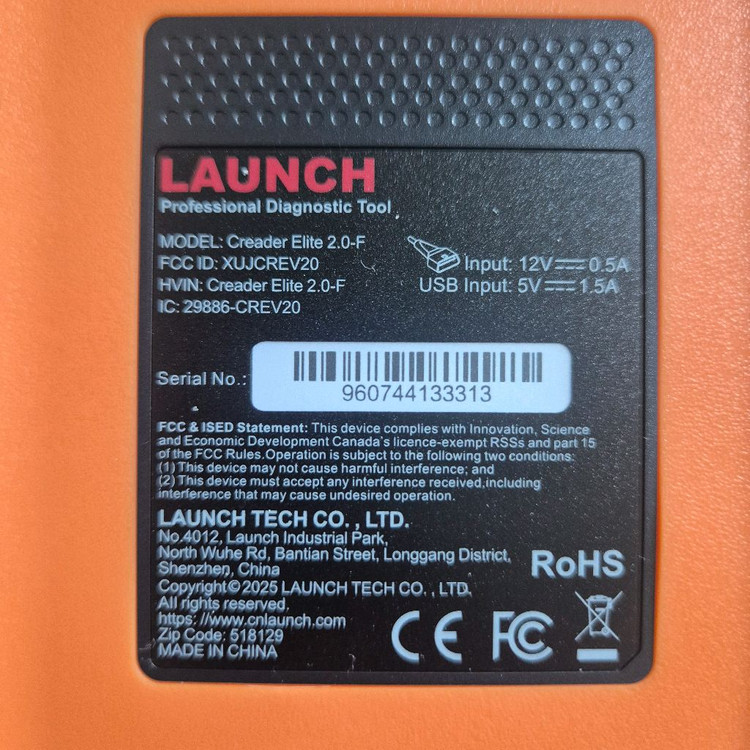 LAUNCH
Professional Diagnostic Tool
MODEL: Creader Elite 2.0-F
FCC ID: XUJCREV20
HVIN: Creader Elite 2.0-F
IC: 29886-CREV20
Input: 12V⎓0.5A
USB Input: 5V⎓1.5A
Serial No.:
960744133313
FCC & ISED Statement: This device complies with Innovation, Science
and Economic Development Canada's licence-exempt RSSs and part 15
of the FCC Rules.Operation is subject to the following two conditions:
(1) This device may not cause harmful interference; and
(2) This device must accept any interference received,including
interference that may cause undesired operation.
LAUNCH TECH CO. , LTD.
No.4012, Launch Industrial Park,
North Wuhe Rd, Bantian Street, Longgang District,
Shenzhen, China
Copyright©2025 LAUNCH TECH CO. , LTD.
All rights reserved.
https: //www.cnlaunch.com
Zip Code: 518129
MADE IN CHINA
RoHS
CE FC